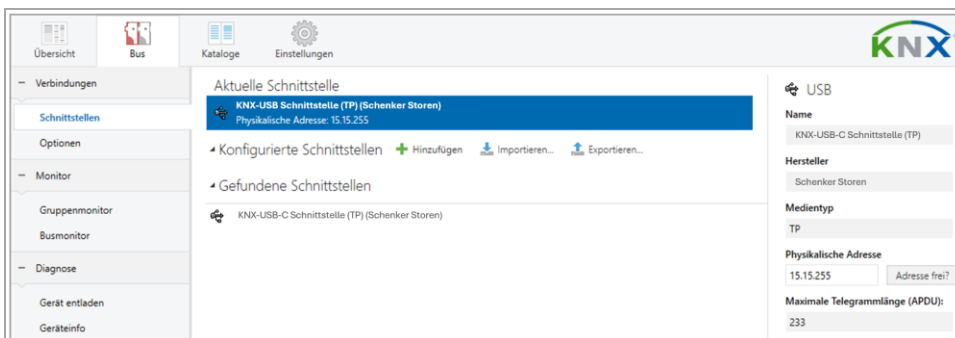 Übersicht
Bus
Kataloge
Einstellungen
KNX
Verbindungen
Schnittstellen
Optionen
Monitor
Gruppenmonitor
Busmonitor
Diagnose
Gerät entladen
Geräteinfo
Aktuelle Schnittstelle
KNX-USB Schnittstelle (TP) (Schenker Storen)
Physikalische Adresse: 15.15.255
Konfigurierte Schnittstellen Hinzufügen Importieren... Exportieren...
Gefundene Schnittstellen
KNX-USB-C Schnittstelle (TP) (Schenker Storen)
USB
Name
KNX-USB-C Schnittstelle (TP)
Hersteller
Schenker Storen
Medientyp
TP
Physikalische Adresse
15.15.255 Adresse frei?
Maximale Telegrammlänge (APDU):
233